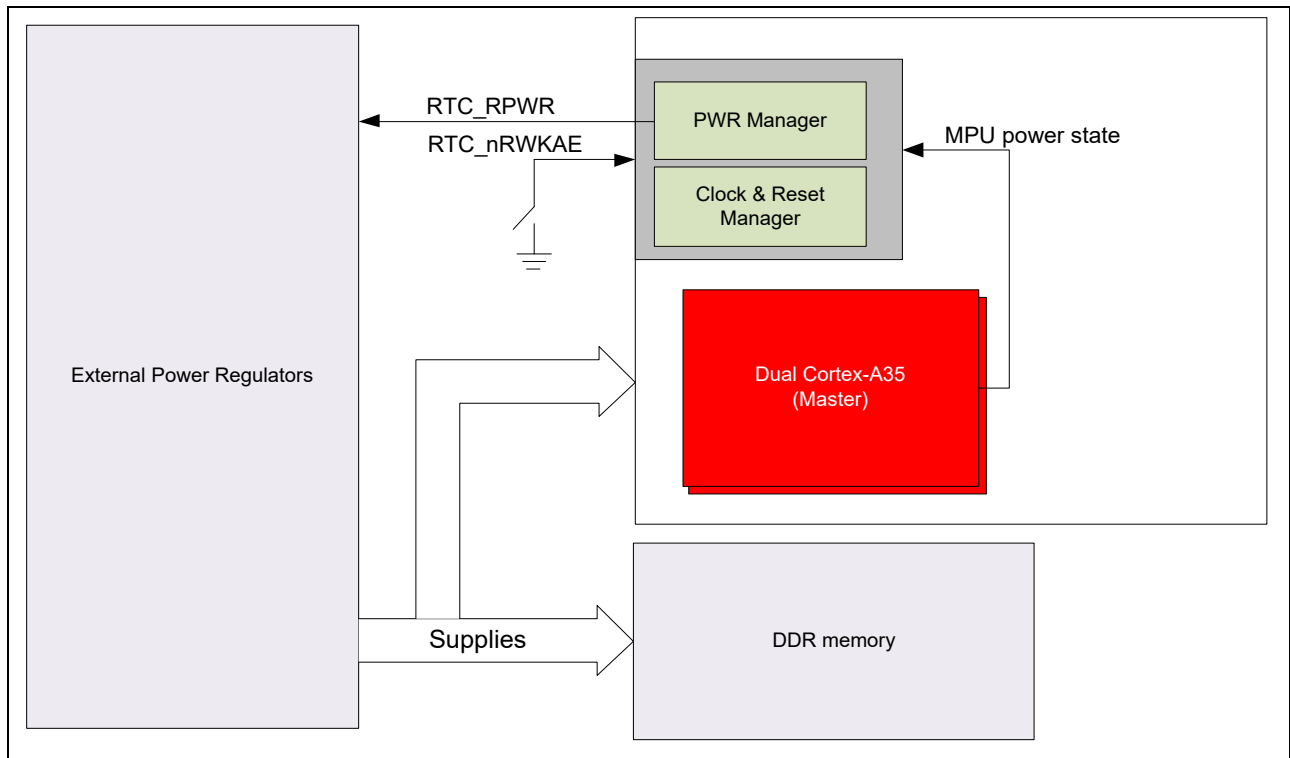 RTC_RPWR
RTC_nRWKAE
PWR Manager
Clock & Reset
Manager
MPU power state
External Power Regulators
Dual Cortex-A35
(Master)
Supplies
DDR memory